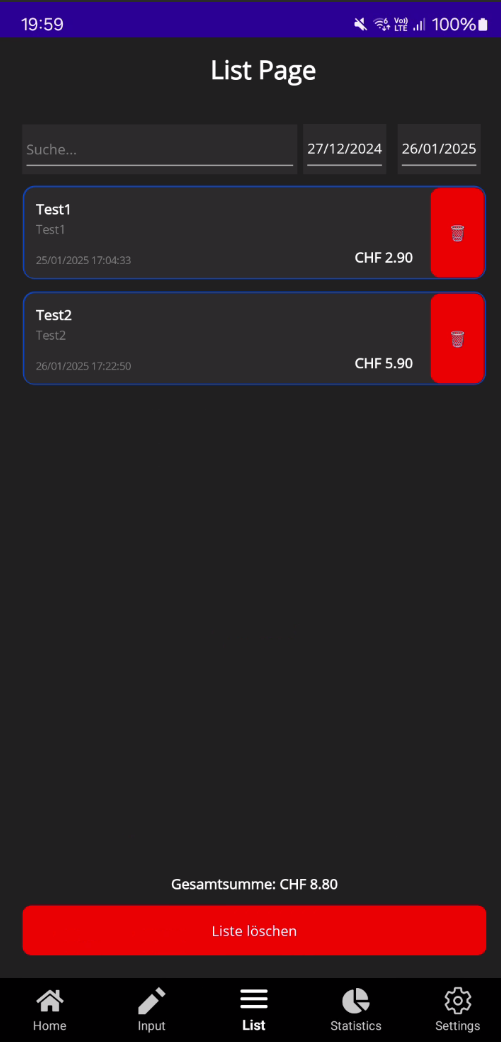 19:59 Vo) LTE 100%
List Page
Suche... 27/12/2024 26/01/2025
Test1
Test1
25/01/2025 17:04:33 CHF 2.90
Test2
Test2
26/01/2025 17:22:50 CHF 5.90
Gesamtsumme: CHF 8.80
Liste löschen
Home Input List Statistics Settings